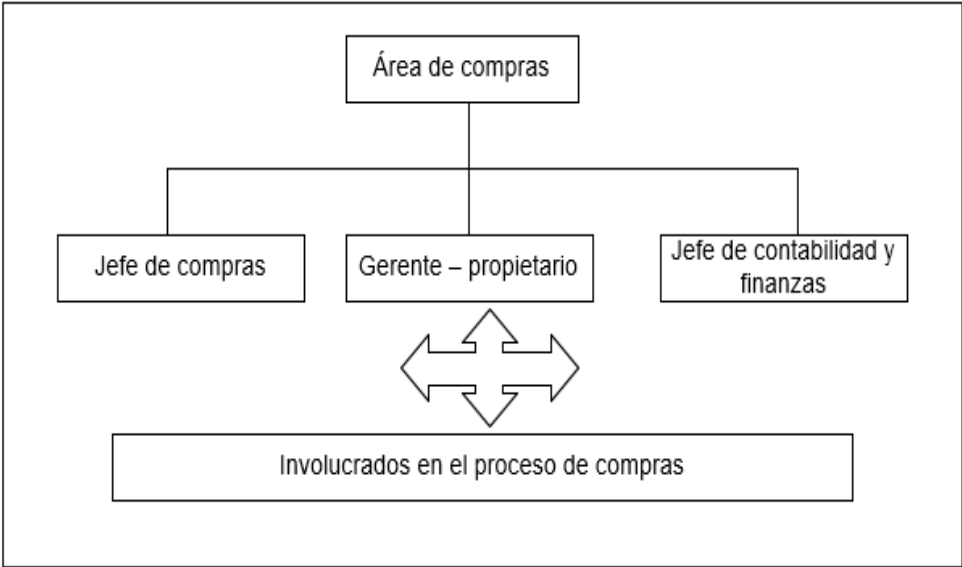 Área de compras
Jefe de compras
Gerente – propietario
Jefe de contabilidad y
finanzas
Involucrados en el proceso de compras